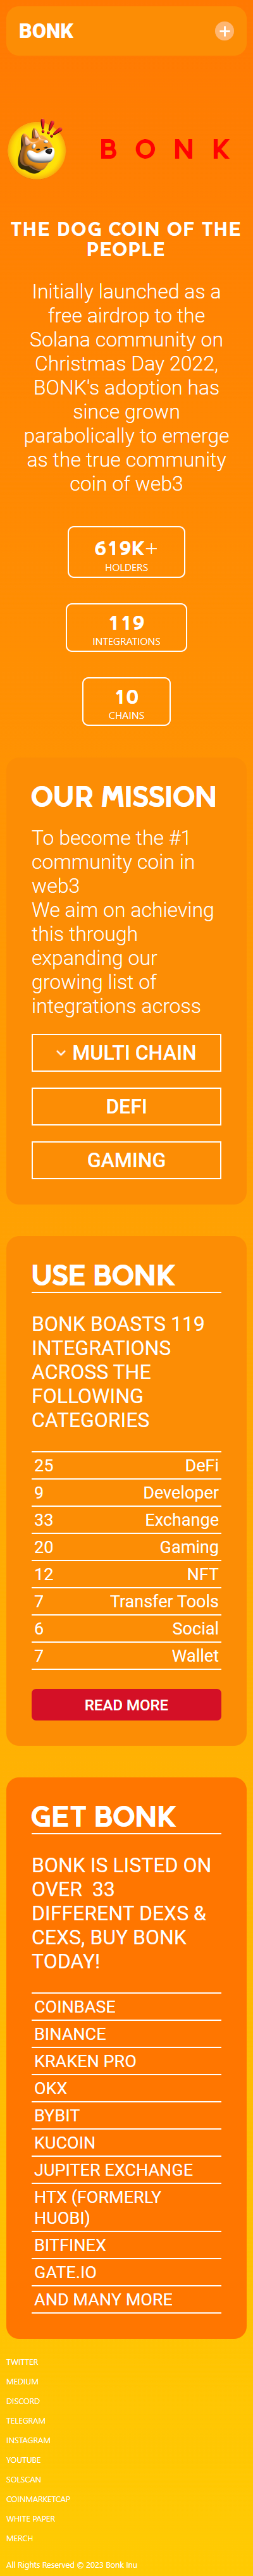 BONK
B O N K
THE DOG COIN OF THE
PEOPLE
Initially launched as a
free airdrop to the
Solana community on
Christmas Day 2022,
BONK's adoption has
since grown
parabolically to emerge
as the true community
coin of web3
619K+
HOLDERS
119
INTEGRATIONS
10
CHAINS
OUR MISSION
To become the #1
community coin in
web3
We aim on achieving
this through
expanding our
growing list of
integrations across
MULTI CHAIN
DEFI
GAMING
USE BONK
BONK BOASTS 119
INTEGRATIONS
ACROSS THE
FOLLOWING
CATEGORIES
25 DeFi
9 Developer
33 Exchange
20 Gaming
12 NFT
7 Transfer Tools
6 Social
7 Wallet
READ MORE
GET BONK
BONK IS LISTED ON
OVER 33
DIFFERENT DEXS &
CEXS, BUY BONK
TODAY!
COINBASE
BINANCE
KRAKEN PRO
OKX
BYBIT
KUCOIN
JUPITER EXCHANGE
HTX (FORMERLY
HUOBI)
BITFINEX
GATE.IO
AND MANY MORE
TWITTER
MEDIUM
DISCORD
TELEGRAM
INSTAGRAM
YOUTUBE
SOLSCAN
COINMARKETCAP
WHITE PAPER
MERCH
All Rights Reserved © 2023 Bonk Inu